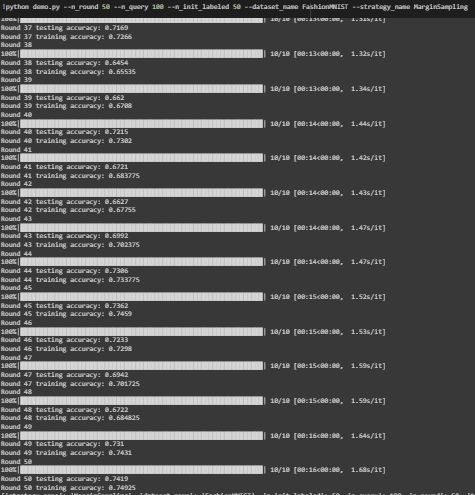 !python demo.py --n_round 50 --n_query 100 --n_init_labeled 50 --dataset_name FashionMNIST --strategy_name MarginSampling
100%| 10/10 [00:13<00:00, 1.31s/it]
Round 37 testing accuracy: 0.7169
Round 37 training accuracy: 0.7266
Round 38
100%| 10/10 [00:13<00:00, 1.32s/it]
Round 38 testing accuracy: 0.6454
Round 38 training accuracy: 0.65535
Round 39
100%| 10/10 [00:13<00:00, 1.34s/it]
Round 39 testing accuracy: 0.662
Round 39 training accuracy: 0.6708
Round 40
100%| 10/10 [00:14<00:00, 1.44s/it]
Round 40 testing accuracy: 0.7215
Round 40 training accuracy: 0.7302
Round 41
100%| 10/10 [00:14<00:00, 1.42s/it]
Round 41 testing accuracy: 0.6721
Round 41 training accuracy: 0.683775
Round 42
100%| 10/10 [00:14<00:00, 1.43s/it]
Round 42 testing accuracy: 0.6627
Round 42 training accuracy: 0.67755
Round 43
100%| 10/10 [00:14<00:00, 1.47s/it]
Round 43 testing accuracy: 0.6992
Round 43 training accuracy: 0.702375
Round 44
100%| 10/10 [00:14<00:00, 1.47s/it]
Round 44 testing accuracy: 0.7306
Round 44 training accuracy: 0.733775
Round 45
100%| 10/10 [00:15<00:00, 1.52s/it]
Round 45 testing accuracy: 0.7362
Round 45 training accuracy: 0.7459
Round 46
100%| 10/10 [00:15<00:00, 1.53s/it]
Round 46 testing accuracy: 0.7233
Round 46 training accuracy: 0.7298
Round 47
100%| 10/10 [00:15<00:00, 1.59s/it]
Round 47 testing accuracy: 0.6942
Round 47 training accuracy: 0.701725
Round 48
100%| 10/10 [00:15<00:00, 1.59s/it]
Round 48 testing accuracy: 0.6722
Round 48 training accuracy: 0.684825
Round 49
100%| 10/10 [00:16<00:00, 1.64s/it]
Round 49 testing accuracy: 0.731
Round 49 training accuracy: 0.7431
Round 50
100%| 10/10 [00:16<00:00, 1.68s/it]
Round 50 testing accuracy: 0.7419
Round 50 training accuracy: 0.74925